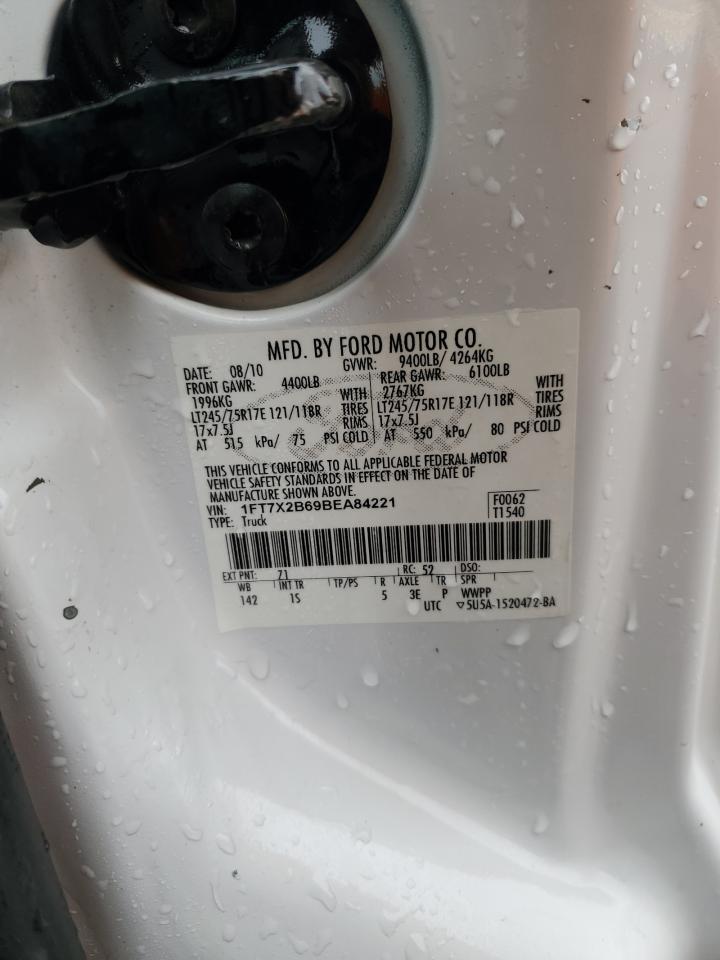 MFD. BY FORD MOTOR CO.
DATE: 08/10 GVWR: 9400LB/ 4264KG
FRONT GAWR: 4400LB REAR GAWR: 6100LB
1996KG WITH 2767KG WITH
LT245/75R17E 121/118R TIRES LT245/75R17E 121/118R TIRES
17x7.5J RIMS 17x7.5J RIMS
AT 515 kPa/ 75 PSI COLD AT 550 kPa/ 80 PSI COLD
THIS VEHICLE CONFORMS TO ALL APPLICABLE FEDERAL MOTOR
VEHICLE SAFETY STANDARDS IN EFFECT ON THE DATE OF
MANUFACTURE SHOWN ABOVE.
VIN: 1FT7X2B69BEA84221 F0062
TYPE: Truck T1540
EXT PNT: 71 RC: 52 DSO:
WB INT TR TP/PS R AXLE TR SPR
142 1S 5 3E P WWPP
UTC ▽5U5A-1520472-BA